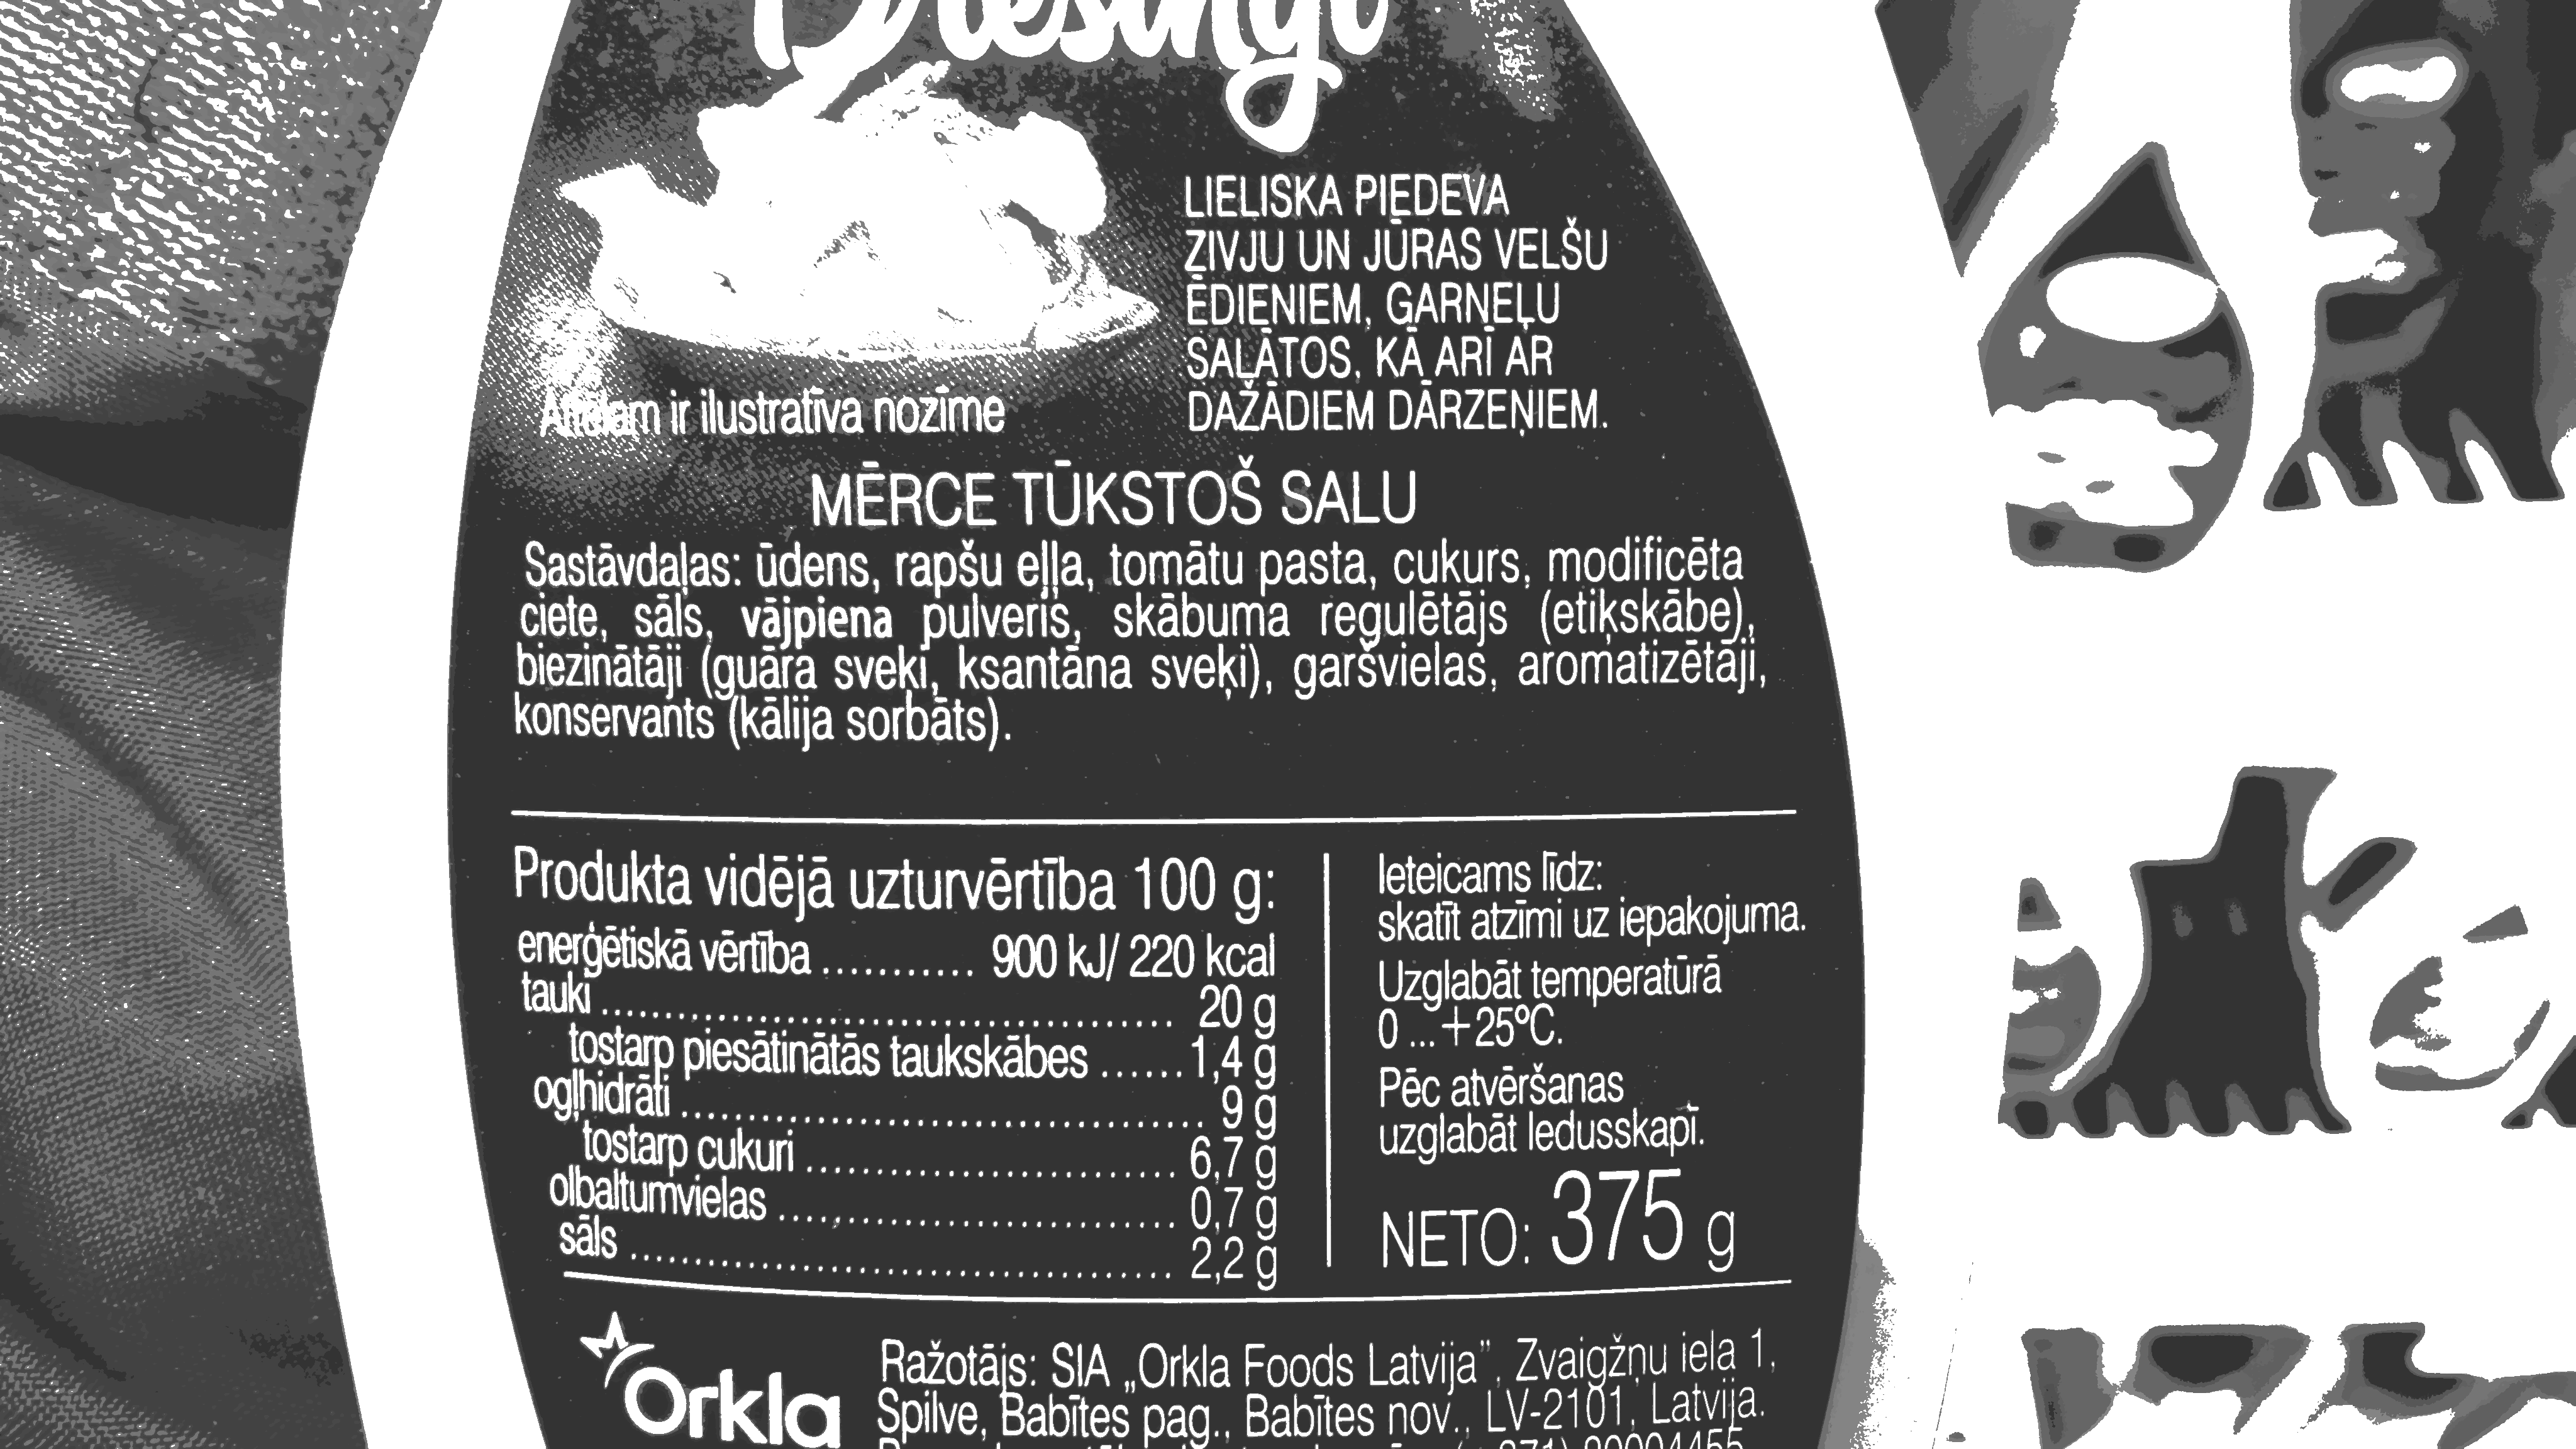 Dresingi
LIELISKA PIEDEVA
ZIVJU UN JŪRAS VELŠU
ĒDIENIEM, GARNEĻU
SALĀTOS, KĀ ARĪ AR
DAŽĀDIEM DĀRZEŅIEM.
Attēlam ir ilustratīva nozīme
MĒRCE TŪKSTOŠ SALU
Sastāvdaļas: ūdens, rapšu eļļa, tomātu pasta, cukurs, modificēta
ciete, sāls, vājpiena pulveris, skābuma regulētājs (etiķskābe),
biezinātāji (guāra sveķi, ksantāna sveķi), garšvielas, aromatizētāji,
konservants (kālija sorbāts).
Produkta vidējā uzturvērtība 100 g:
enerģētiskā vērtība ........... 900 kJ/ 220 kcal
tauki ........................................ 20 g
tostarp piesātinātās taukskābes ......1,4 g
ogļhidrāti ....................................... 9 g
tostarp cukuri .......................... 6,7 g
olbaltumvielas ............................ 0,7 g
sāls ...................................... 2,2 g
Ieteicams līdz:
skatīt atzīmi uz iepakojuma.
Uzglabāt temperatūrā
0 ...+25°C.
Pēc atvēršanas
uzglabāt ledusskapī.
NETO: 375 g
Orkla
Ražotājs: SIA „Orkla Foods Latvija", Zvaigžņu iela 1,
Spilve, Babītes pag., Babītes nov., LV-2101, Latvija.